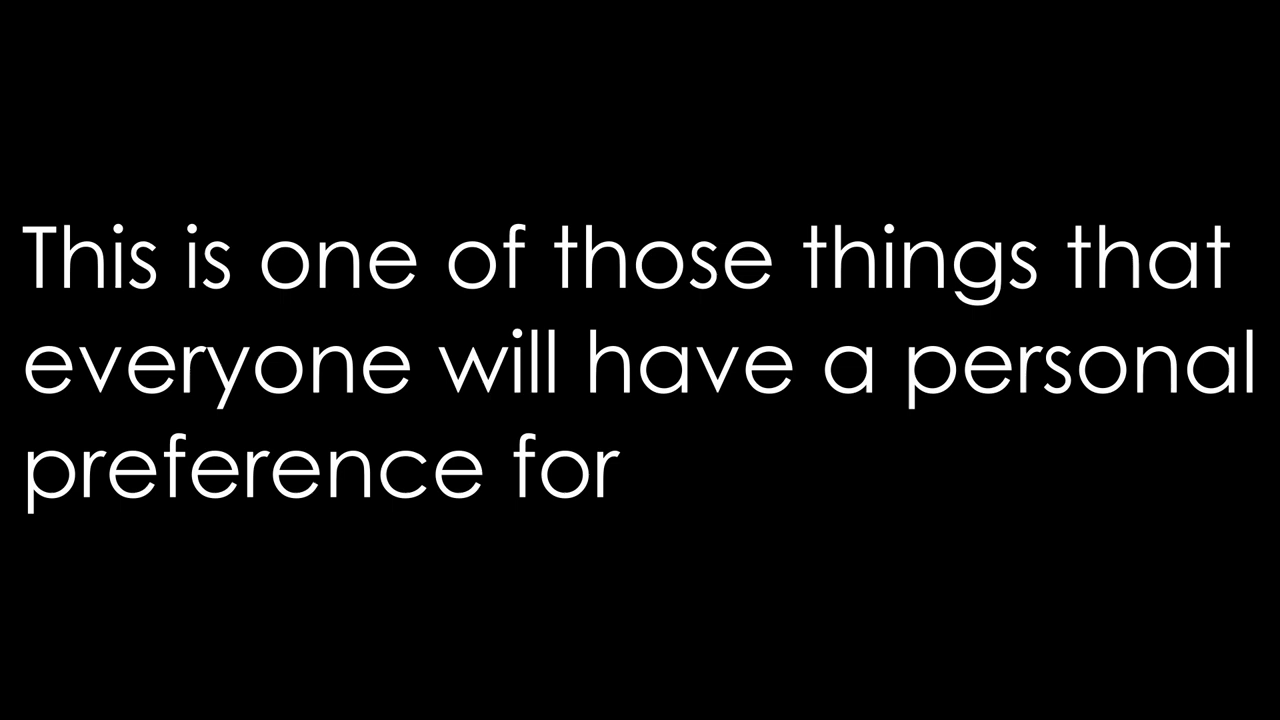 This is one of those things that
everyone will have a personal
preference for